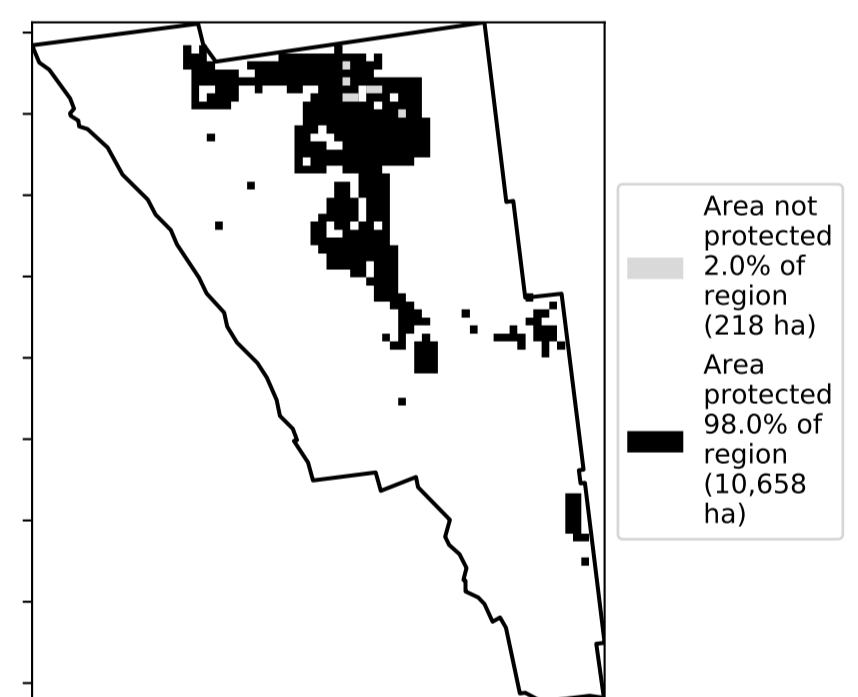 Area not
protected
2.0% of
region
(218 ha)
Area
protected
98.0% of
region
(10,658
ha)